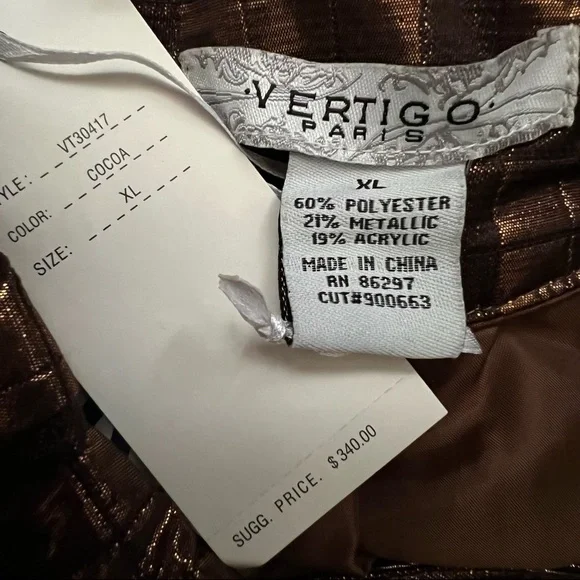 STYLE: VT30417
COLOR: COCOA
SIZE: XL
SUGG. PRICE. $340.00
·VERTIGO·
PARIS
XL
60% POLYESTER
21% METALLIC
19% ACRYLIC
MADE IN CHINA
RN 86297
CUT#900663